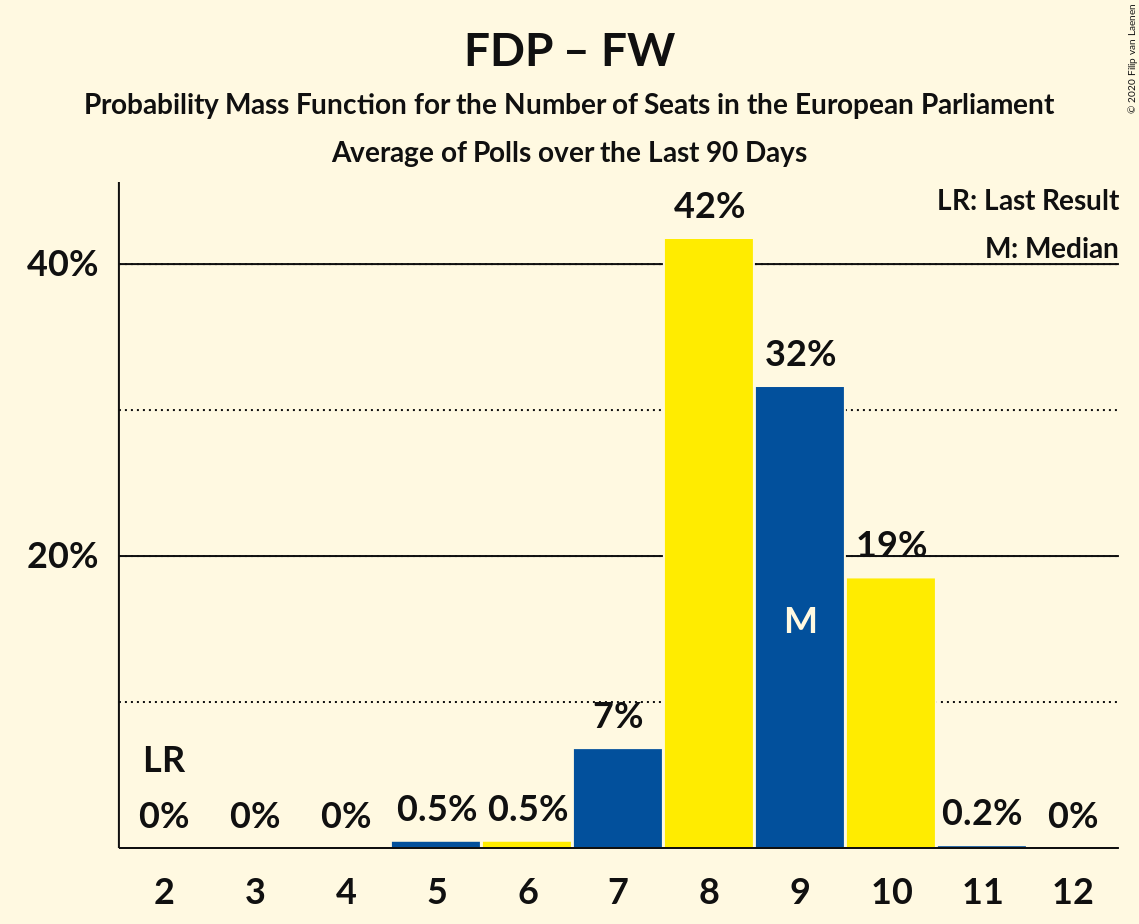 FDP – FW
Probability Mass Function for the Number of Seats in the European Parliament
Average of Polls over the Last 90 Days
© 2020 Filip van Laenen
LR: Last Result
M: Median
42%
40%
32%
20%
19%
M
7%
LR
0% 0% 0% 0.5% 0.5% 0.2% 0%
2 3 4 5 6 7 8 9 10 11 12